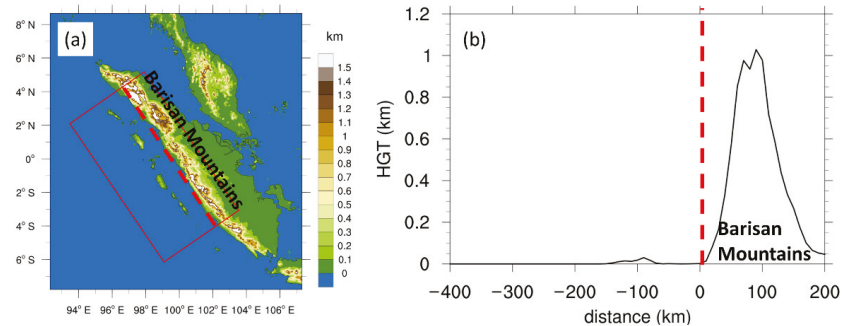 (a)
km
8° N
6° N
4° N
2° N
0°
2° S
4° S
6° S
94° E 96° E 98° E 100° E 102° E 104° E 106° E
Barisan Mountains
1.5
1.4
1.3
1.2
1.1
1
0.9
0.8
0.7
0.6
0.5
0.4
0.3
0.2
0.1
0
(b)
HGT (km)
1.2
1
0.8
0.6
0.4
0.2
0
Barisan
Mountains
−400 −300 −200 −100 0 100 200
distance (km)